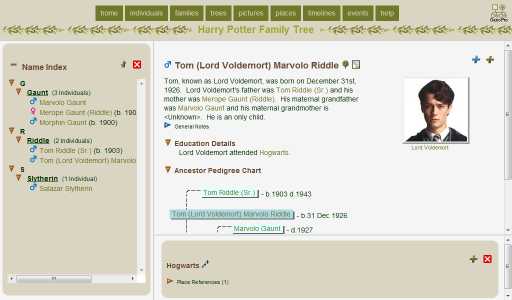 home individuals families trees pictures places timelines events help
GenoPro
Harry Potter Family Tree
Name Index
G
Gaunt (3 Individuals)
Marvolo Gaunt
Merope Gaunt (Riddle) (b. 190
Morphin Gaunt (b. 1900)
R
Riddle (2 Individuals)
Tom Riddle (Sr.) (b. 1903)
Tom (Lord Voldemort) Marvolo
S
Slytherin (1 Individual)
Salazar Slytherin
Tom (Lord Voldemort) Marvolo Riddle
Tom, known as Lord Voldemort, was born on December 31st,
1926. Lord Voldemort's father was Tom Riddle (Sr.) and his
mother was Merope Gaunt (Riddle). His maternal grandfather
was Marvolo Gaunt and his maternal grandmother is
<Unknown>. He is an only child.
General Notes
Lord Voldemort
Education Details
Lord Voldemort attended Hogwarts.
Ancestor Pedigree Chart
Tom Riddle (Sr.) - b.1903 d.1943
Tom (Lord Voldemort) Marvolo Riddle - b.31 Dec 1926
Marvolo Gaunt - d.1927
Hogwarts
Place References (1)